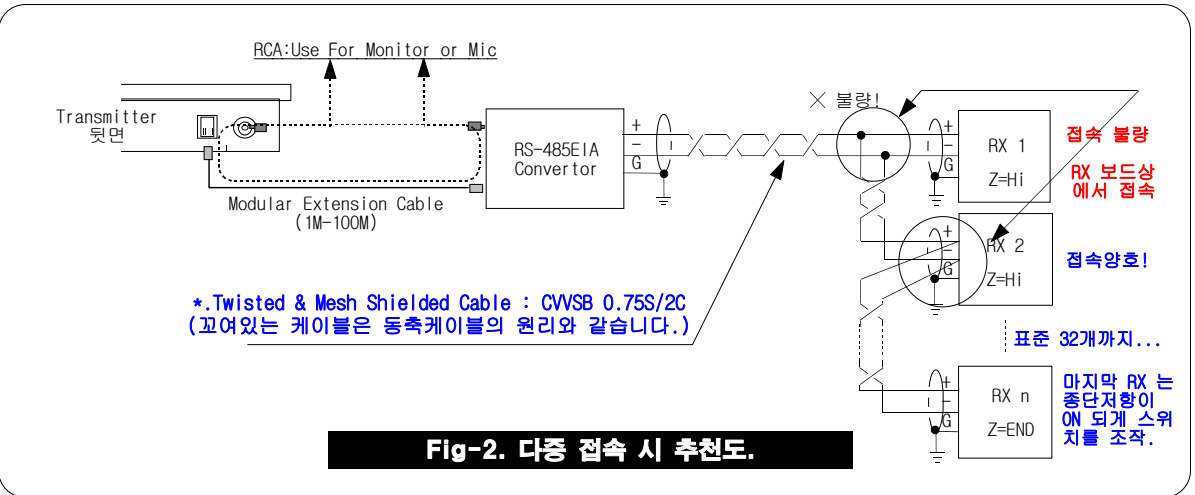 RCA:Use For Monitor or Mic
Transmitter
뒷면
Modular Extension Cable
(1M-100M)
RS-485EIA
Convertor
+
-
G
× 불량!
+
-
G
RX 1
Z=Hi
접속 불량
RX 보드상
에서 접속
+
-
G
RX 2
Z=Hi
접속양호!
*.Twisted & Mesh Shielded Cable : CVVSB 0.75S/2C
(꼬여있는 케이블은 동축케이블의 원리와 같습니다.)
표준 32개까지...
+
-
G
RX n
Z=END
마지막 RX 는
종단저항이
ON 되게 스위
치를 조작.
Fig-2. 다중 접속 시 추천도.